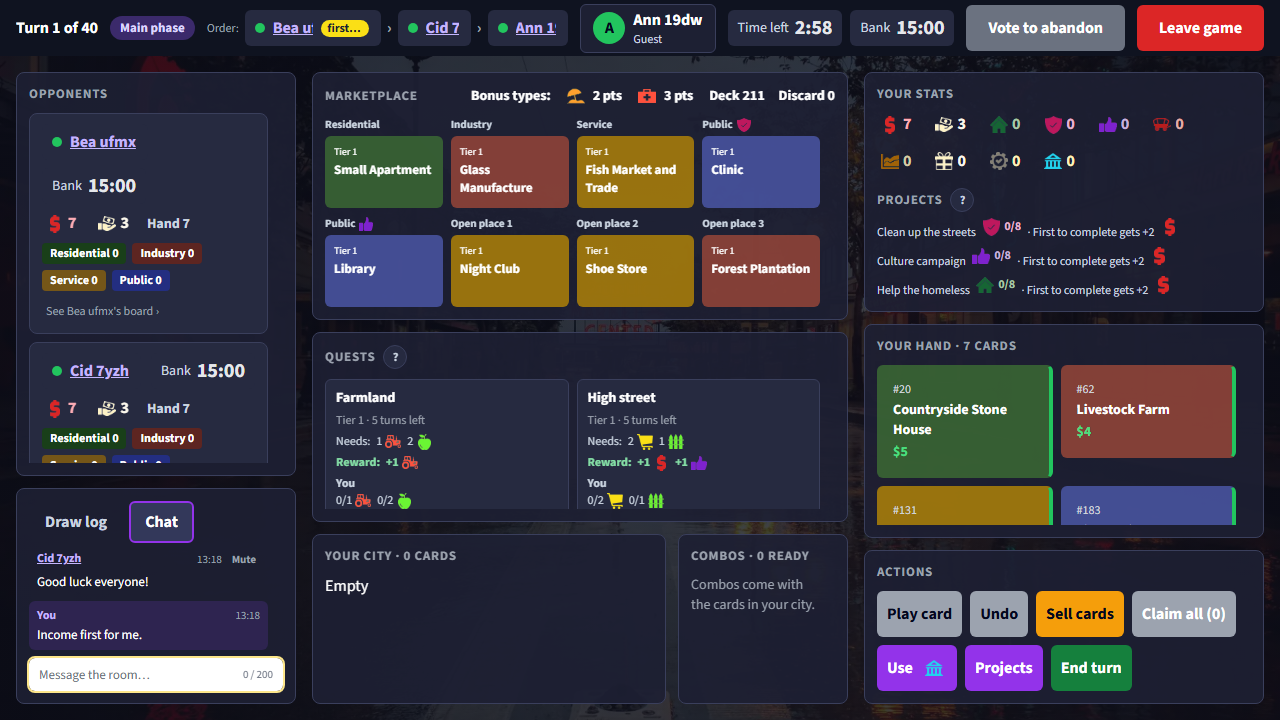 Turn 1 of 40 Main phase Order: Bea uf first… › Cid 7 › Ann 1
A Ann 19dw
Guest
Time left 2:58 Bank 15:00 Vote to abandon Leave game
OPPONENTS
Bea ufmx
Bank 15:00
7 3 Hand 7
Residential 0 Industry 0
Service 0 Public 0
See Bea ufmx's board ›
Cid 7yzh Bank 15:00
7 3 Hand 7
Residential 0 Industry 0
Service 0 Public 0
Draw log Chat
Cid 7yzh 13:18 Mute
Good luck everyone!
You 13:18
Income first for me.
Message the room… 0 / 200
MARKETPLACE Bonus types: 2 pts 3 pts Deck 211 Discard 0
Residential Industry Service Public
Tier 1 Tier 1 Tier 1 Tier 1
Small Apartment Glass Manufacture Fish Market and Trade Clinic
Public Open place 1 Open place 2 Open place 3
Tier 1 Tier 1 Tier 1 Tier 1
Library Night Club Shoe Store Forest Plantation
QUESTS ?
Farmland
Tier 1 · 5 turns left
Needs: 1 2
Reward: +1
You
0/1 0/2
High street
Tier 1 · 5 turns left
Needs: 2 1
Reward: +1 +1
You
0/2 0/1
YOUR CITY · 0 CARDS
Empty
COMBOS · 0 READY
Combos come with
the cards in your city.
YOUR STATS
7 3 0 0 0 0
0 0 0 0
PROJECTS ?
Clean up the streets 0/8 · First to complete gets +2
Culture campaign 0/8 · First to complete gets +2
Help the homeless 0/8 · First to complete gets +2
YOUR HAND · 7 CARDS
#20
Countryside Stone
House
$5
#62
Livestock Farm
$4
#131
#183
ACTIONS
Play card Undo Sell cards Claim all (0)
Use Projects End turn